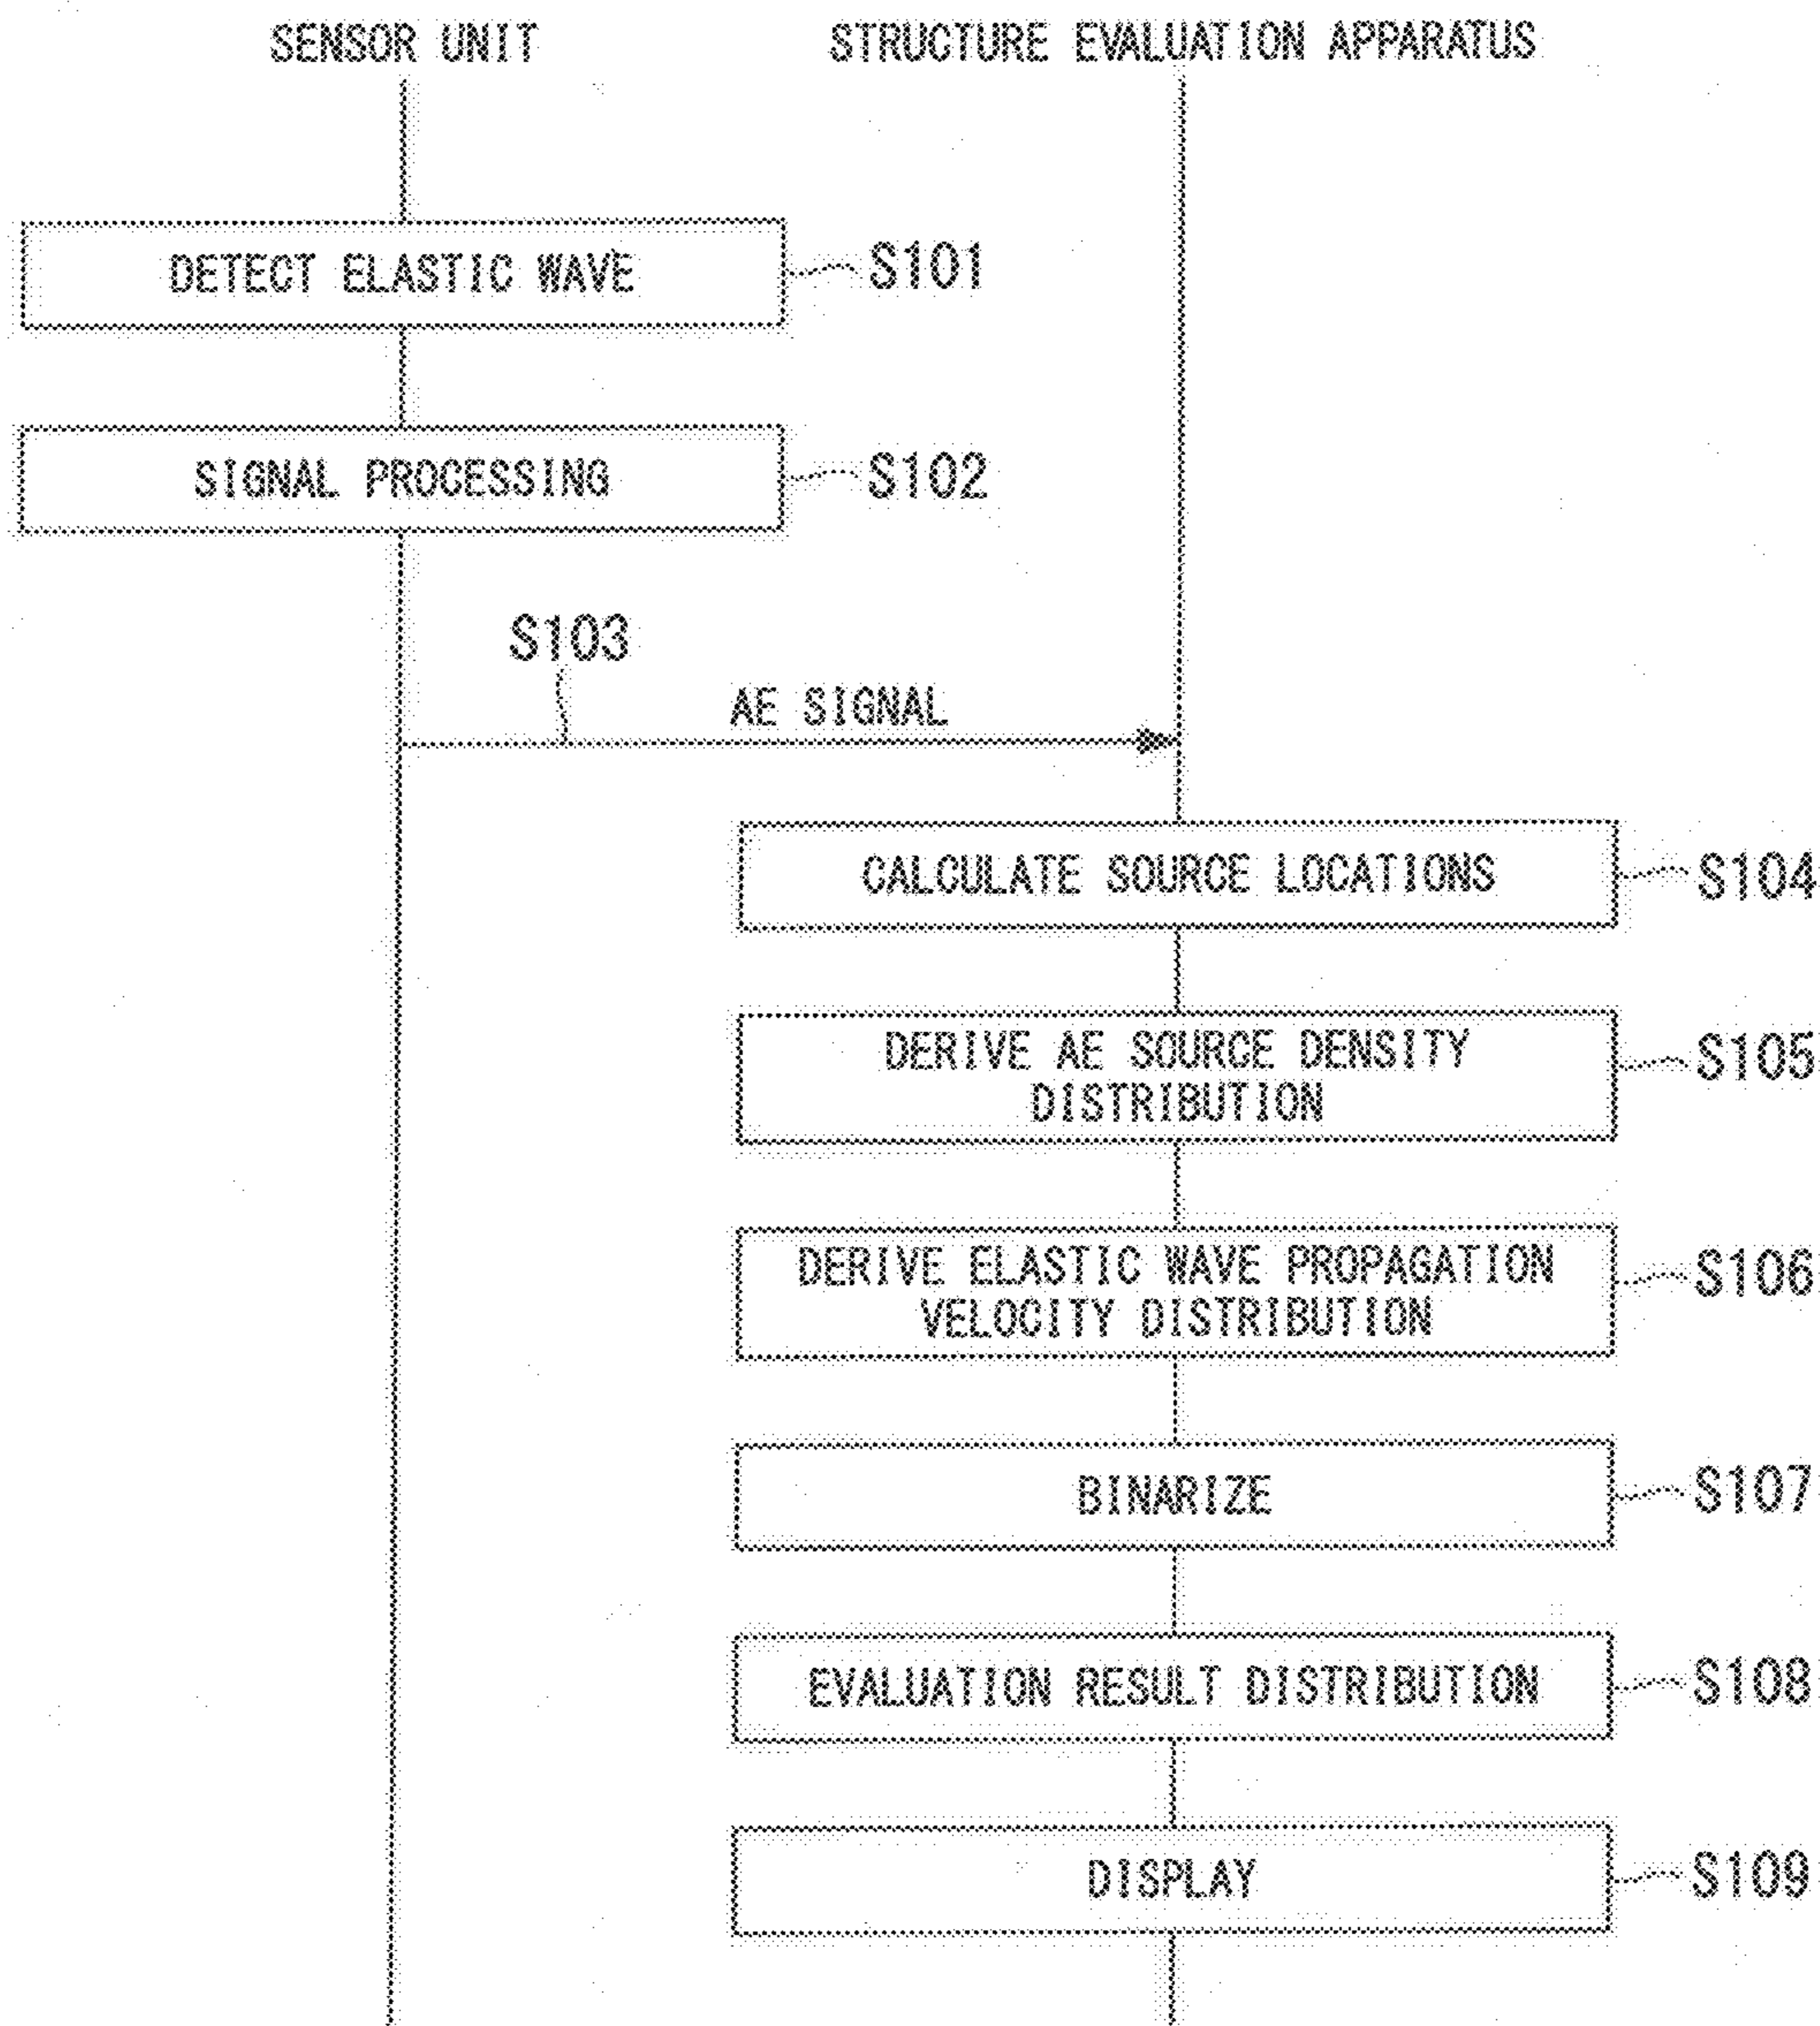 SENSOR UNIT
STRUCTURE EVALUATION APPARATUS
DETECT ELASTIC WAVE
S101
SIGNAL PROCESSING
S102
S103
AE SIGNAL
CALCULATE SOURCE LOCATIONS
S104
DERIVE AE SOURCE DENSITY
DISTRIBUTION
S105
DERIVE ELASTIC WAVE PROPAGATION
VELOCITY DISTRIBUTION
S106
BINARIZE
S107
EVALUATION RESULT DISTRIBUTION
S108
DISPLAY
S109